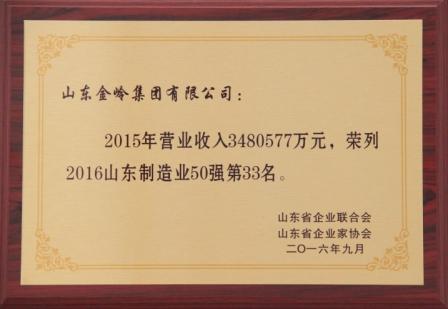 山东金岭集团有限公司：
2015年营业收入3480577万元，荣列
2016山东制造业50强第33名。
山东省企业联合会
山东省企业家协会
二〇一六年九月